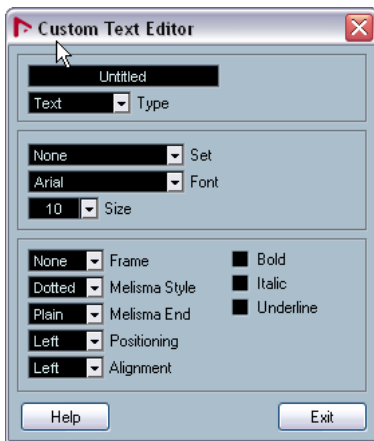 Custom Text Editor
Untitled
Text Type
None Set
Arial Font
10 Size
None Frame
Bold
Dotted Melisma Style
Italic
Plain Melisma End
Underline
Left Positioning
Left Alignment
Help Exit